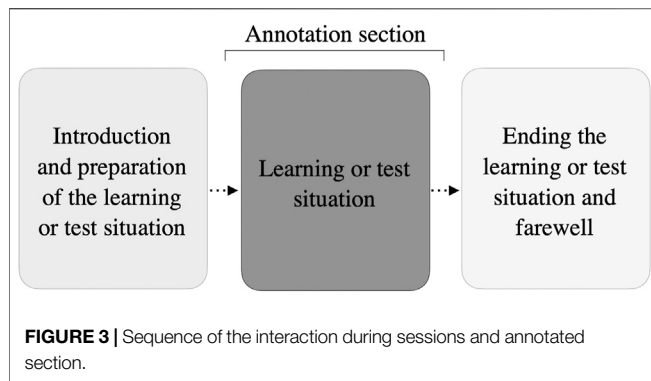 Annotation section
Introduction
and preparation
of the learning
or test situation
Learning or test
situation
Ending the
learning or test
situation and
farewell
FIGURE 3 | Sequence of the interaction during sessions and annotated
section.